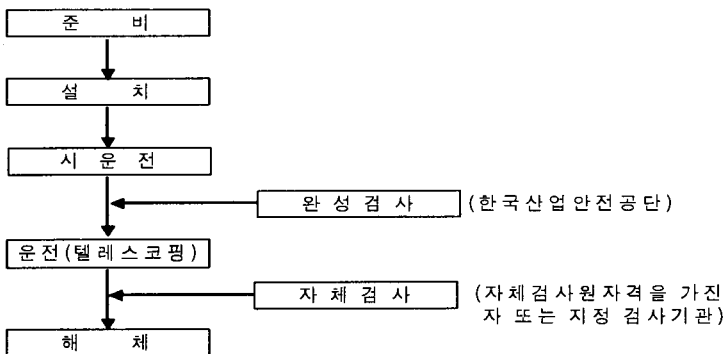 준 비
설 치
시 운 전
완 성 검 사 (한국산업안전공단)
운전(텔레스코핑)
자 체 검 사 (자체검사원자격을 가진
자 또는 지정 검사기관)
해 체